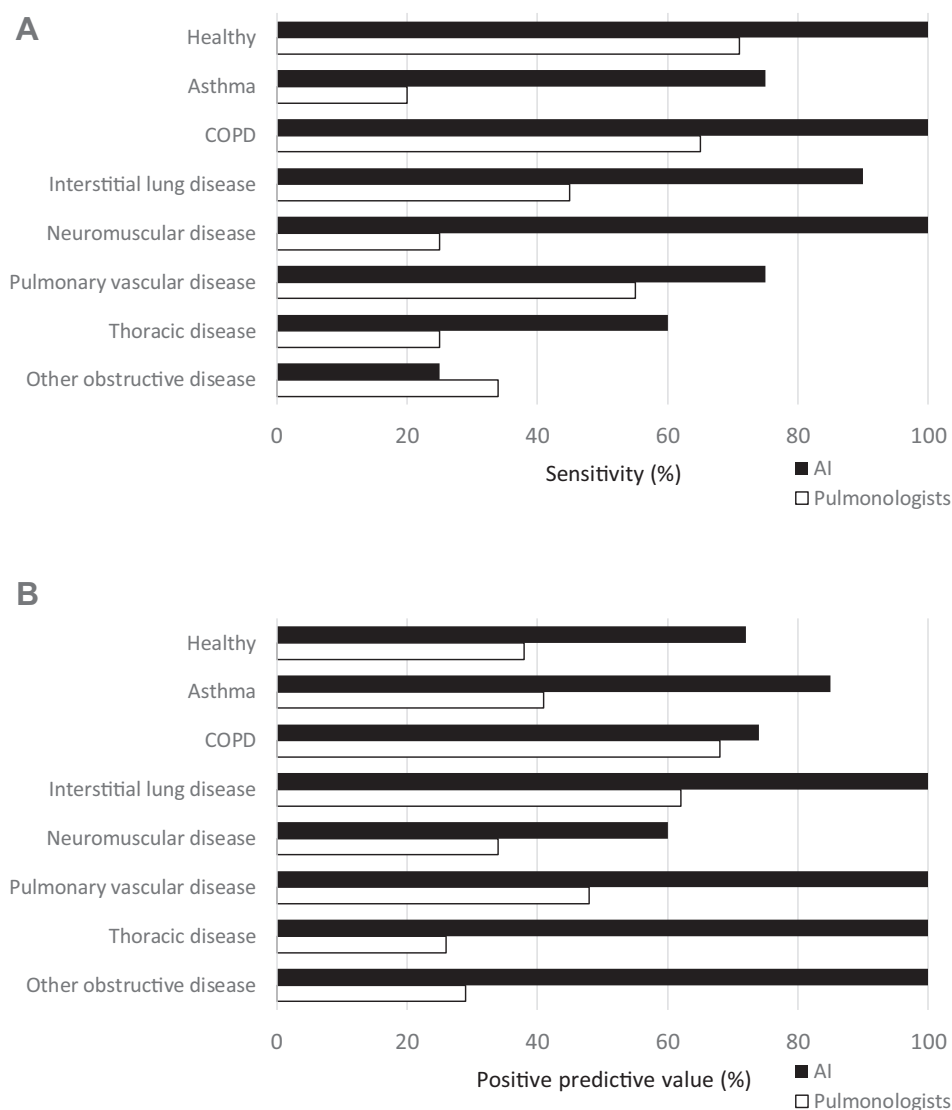 A
Healthy
Asthma
COPD
Interstitial lung disease
Neuromuscular disease
Pulmonary vascular disease
Thoracic disease
Other obstructive disease
0 20 40 60 80 100
Sensitivity (%)
AI
Pulmonologists
B
Healthy
Asthma
COPD
Interstitial lung disease
Neuromuscular disease
Pulmonary vascular disease
Thoracic disease
Other obstructive disease
0 20 40 60 80 100
Positive predictive value (%)
AI
Pulmonologists